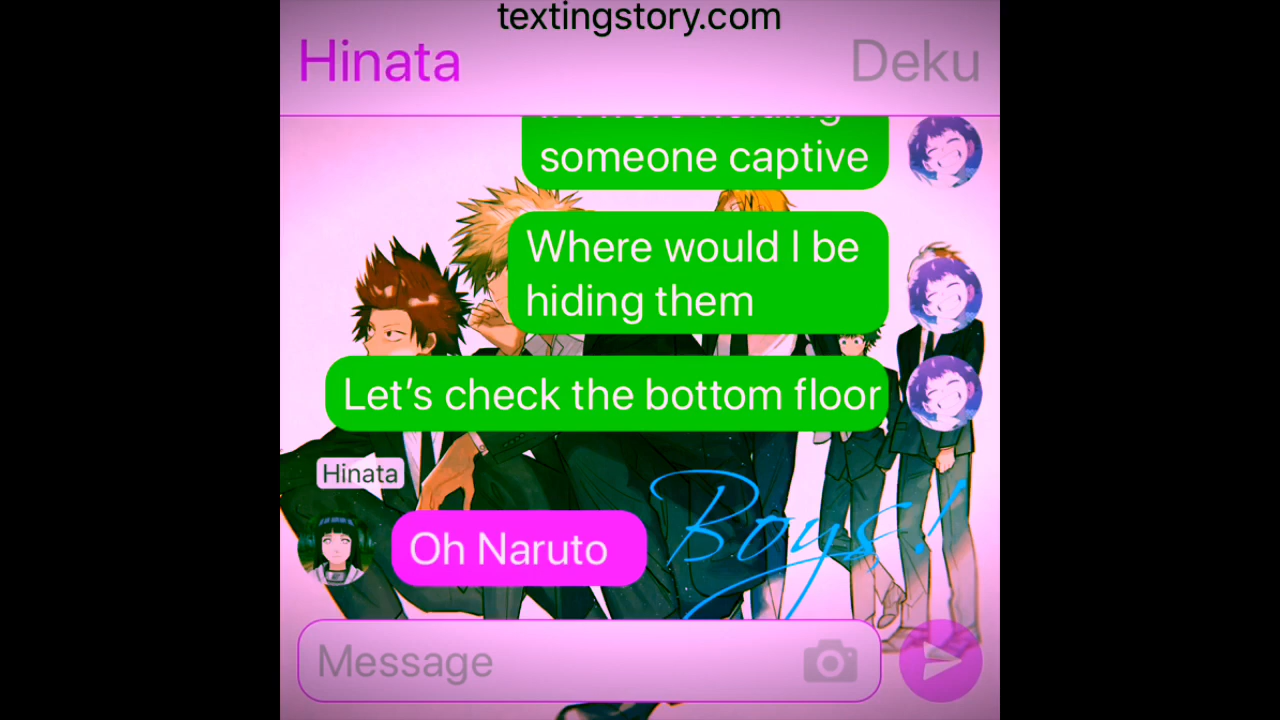 textingstory.com
Hinata
Deku
someone captive
Where would I be
hiding them
Let's check the bottom floor
Hinata
Oh Naruto
Boys!
Message